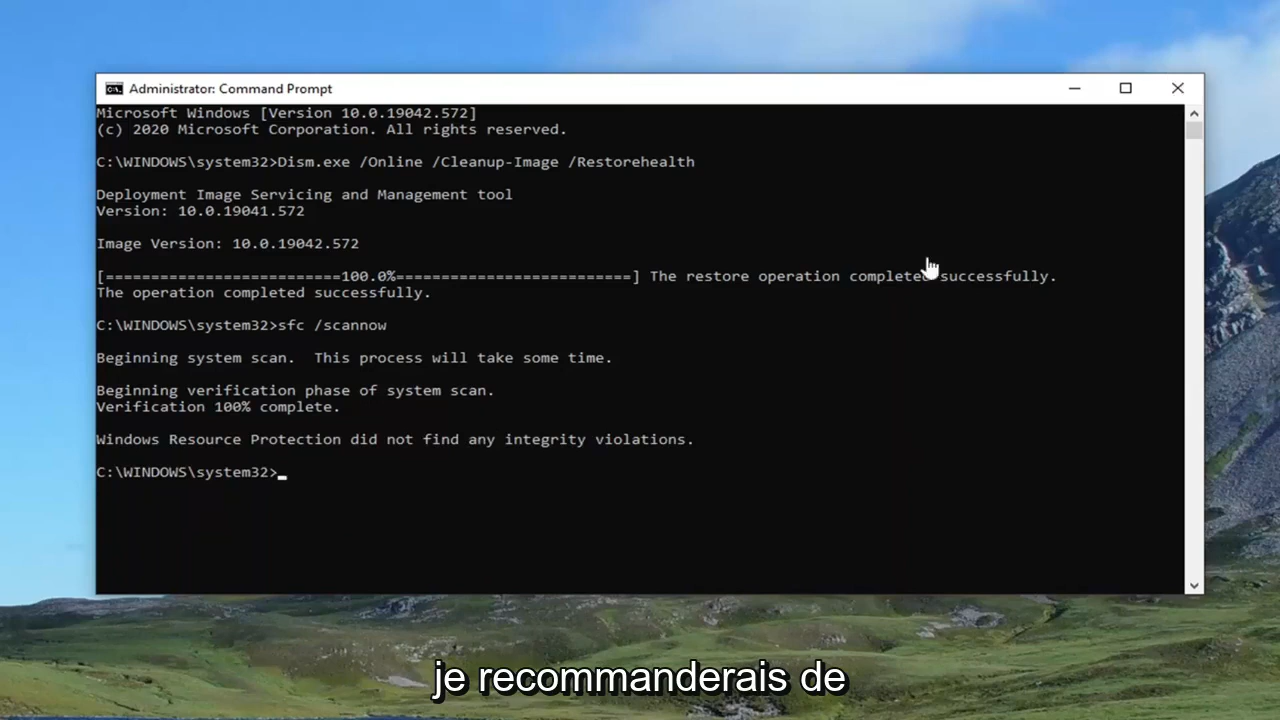 Administrator: Command Prompt
Microsoft Windows [Version 10.0.19042.572]
(c) 2020 Microsoft Corporation. All rights reserved.
C:\WINDOWS\system32>Dism.exe /Online /Cleanup-Image /Restorehealth
Deployment Image Servicing and Management tool
Version: 10.0.19041.572
Image Version: 10.0.19042.572
[===========================100.0%==========================] The restore operation completed successfully.
The operation completed successfully.
C:\WINDOWS\system32>sfc /scannow
Beginning system scan.  This process will take some time.
Beginning verification phase of system scan.
Verification 100% complete.
Windows Resource Protection did not find any integrity violations.
C:\WINDOWS\system32>_
je recommanderais de